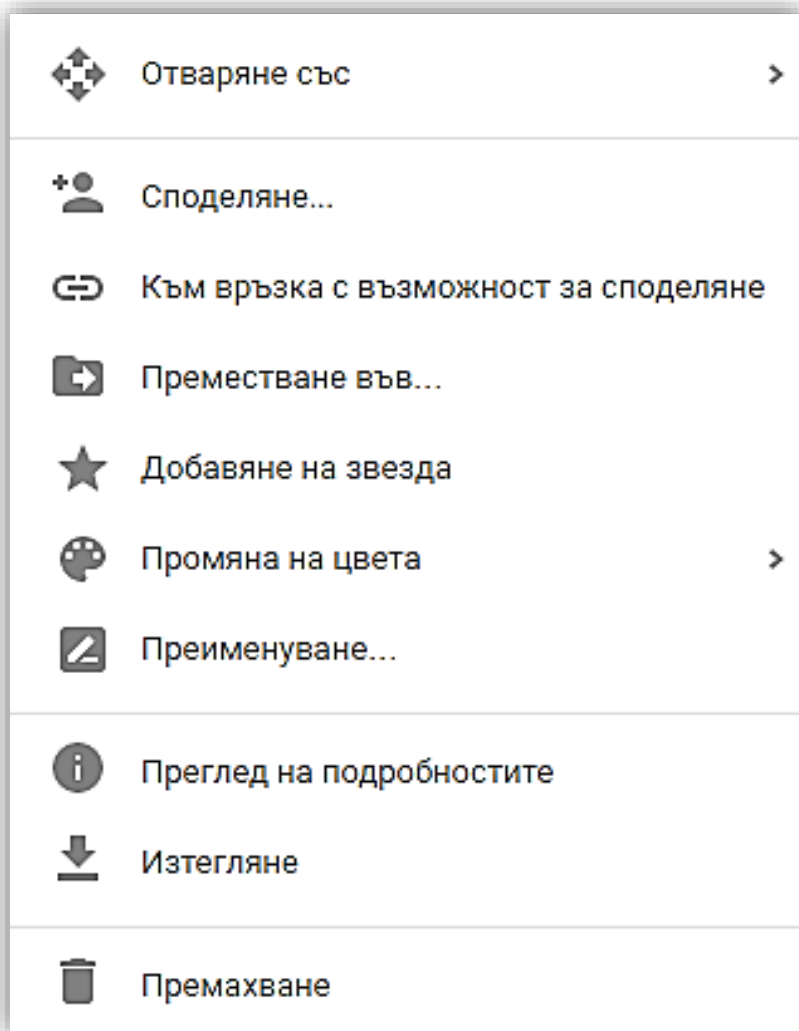 Отваряне със
Споделяне...
Към връзка с възможност за споделяне
Преместване във...
Добавяне на звезда
Промяна на цвета
Преименуване...
Преглед на подробностите
Изтегляне
Премахване